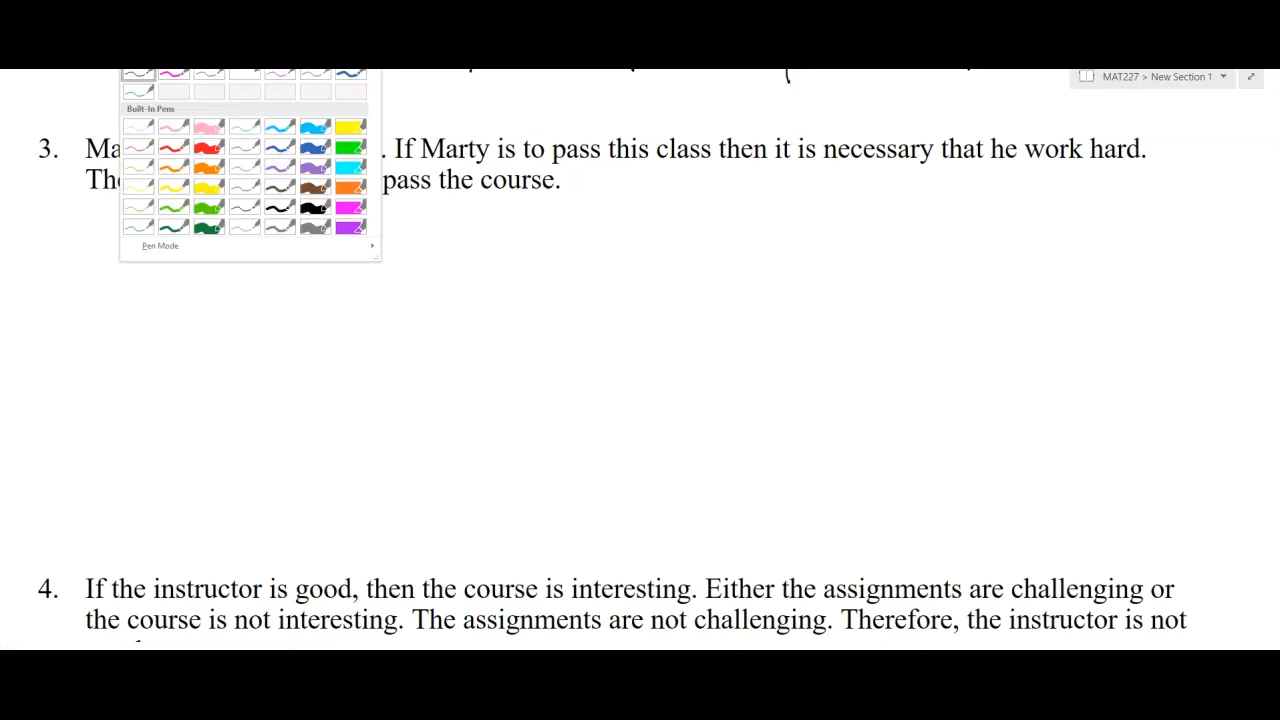 MAT227 > New Section 1
Built-In Pens
3. Ma . If Marty is to pass this class then it is necessary that he work hard.
The pass the course.
Pen Mode
4. If the instructor is good, then the course is interesting. Either the assignments are challenging or
the course is not interesting. The assignments are not challenging. Therefore, the instructor is not